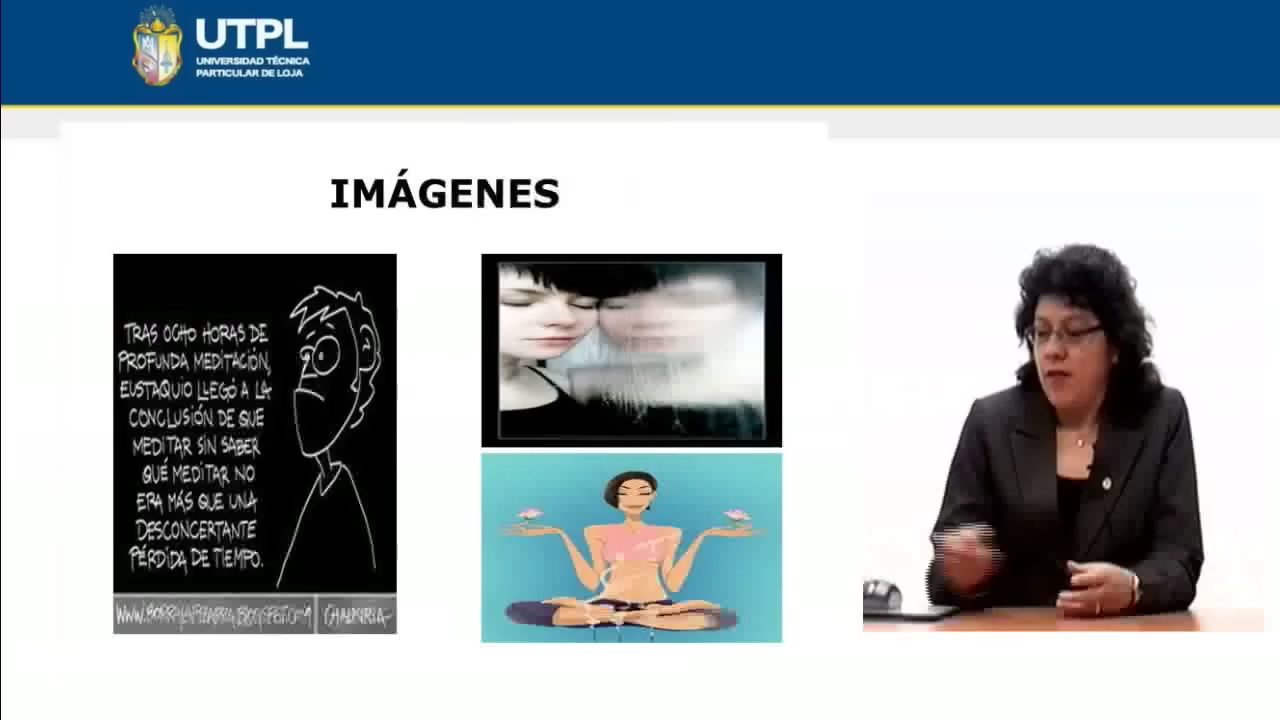 UTPL
UNIVERSIDAD TÉCNICA
PARTICULAR DE LOJA
IMÁGENES
TRAS OCHO HORAS DE
PROFUNDA MEDITACIÓN,
EUSTAQUIO LLEGÓ A LA
CONCLUSIÓN DE QUE
MEDITAR SIN SABER
QUÉ MEDITAR NO
ERA MÁS QUE UNA
DESCONCERTANTE
PÉRDIDA DE TIEMPO.